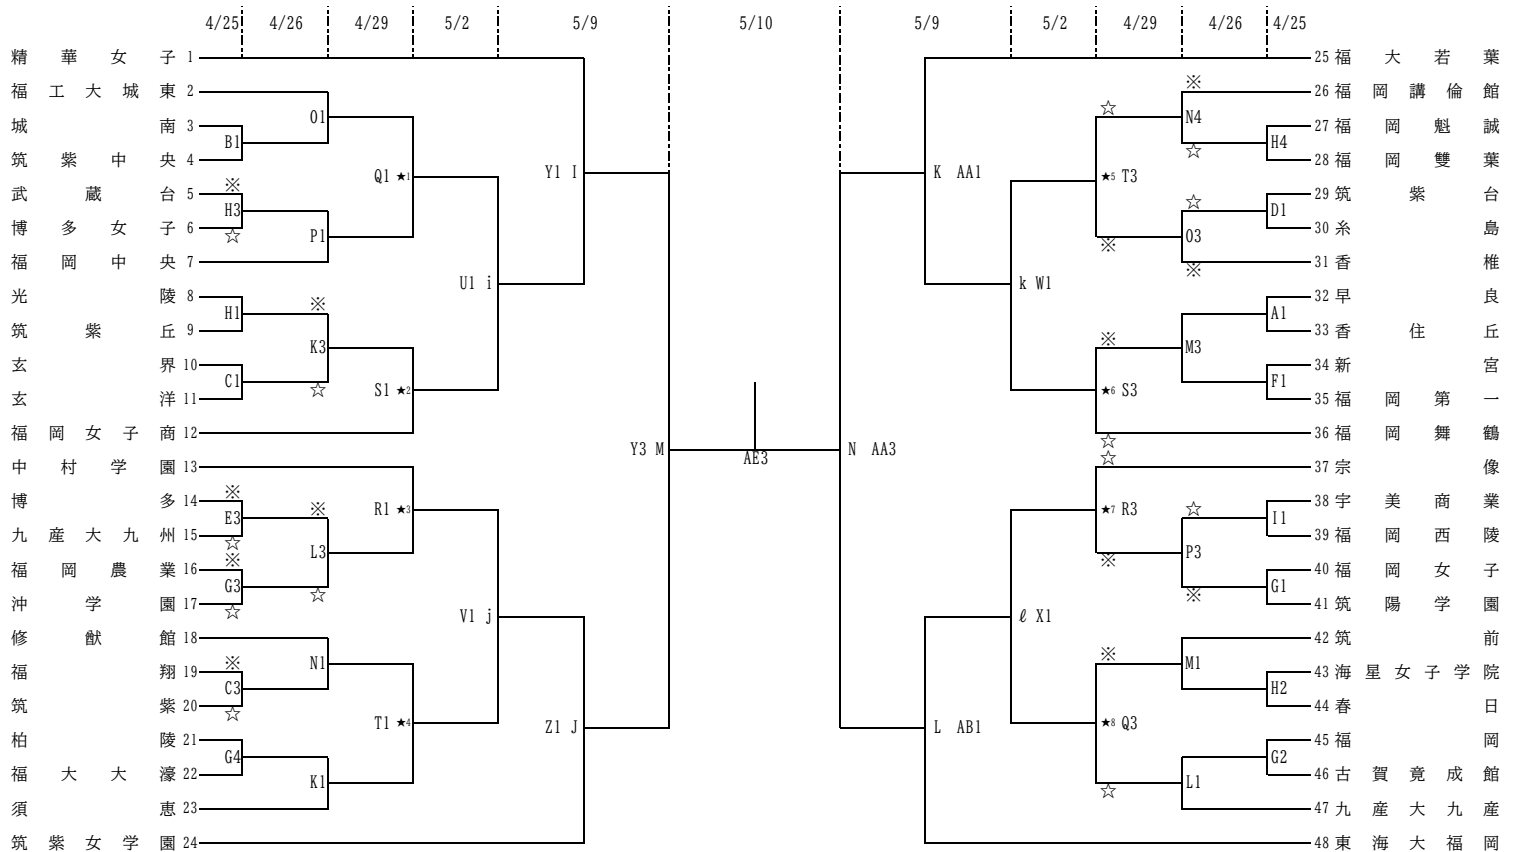 4/25 4/26 4/29 5/2 5/9 5/10 5/9 5/2 4/29 4/26 4/25
精華女子 1
福工大城東 2
城南 3
筑紫中央 4
武蔵台 5
博多女子 6
福岡中央 7
光陵 8
筑紫丘 9
玄界 10
玄洋 11
福岡女子商 12
中村学園 13
博多 14
九産大九州 15
福岡農業 16
沖学園 17
修猷館 18
福翔 19
筑紫 20
柏陵 21
福大大濠 22
須恵 23
筑紫女学園 24
B1
※
H3
☆
H1
C1
※
E3
☆
※
G3
☆
※
C3
☆
G4
O1
P1
※
K3
☆
※
L3
☆
N1
K1
Q1 ★1
S1 ★2
R1 ★3
T1 ★4
U1 i
V1 j
Y1 I
Z1 J
Y3 M
AE3
N AA3
K AA1
L AB1
k W1
ℓ X1
☆
★5 T3
※
※
★6 S3
☆
☆
★7 R3
※
※
★8 Q3
☆
※
N4
☆
☆
O3
※
M3
☆
P3
※
M1
L1
H4
D1
A1
F1
I1
G1
H2
G2
25 福大若葉
26 福岡講倫館
27 福岡魁誠
28 福岡雙葉
29 筑紫台
30 糸島
31 香椎
32 早良
33 香住丘
34 新宮
35 福岡第一
36 福岡舞鶴
37 宗像
38 宇美商業
39 福岡西陵
40 福岡女子
41 筑陽学園
42 筑前
43 海星女子学院
44 春日
45 福岡
46 古賀竟成館
47 九産大九産
48 東海大福岡